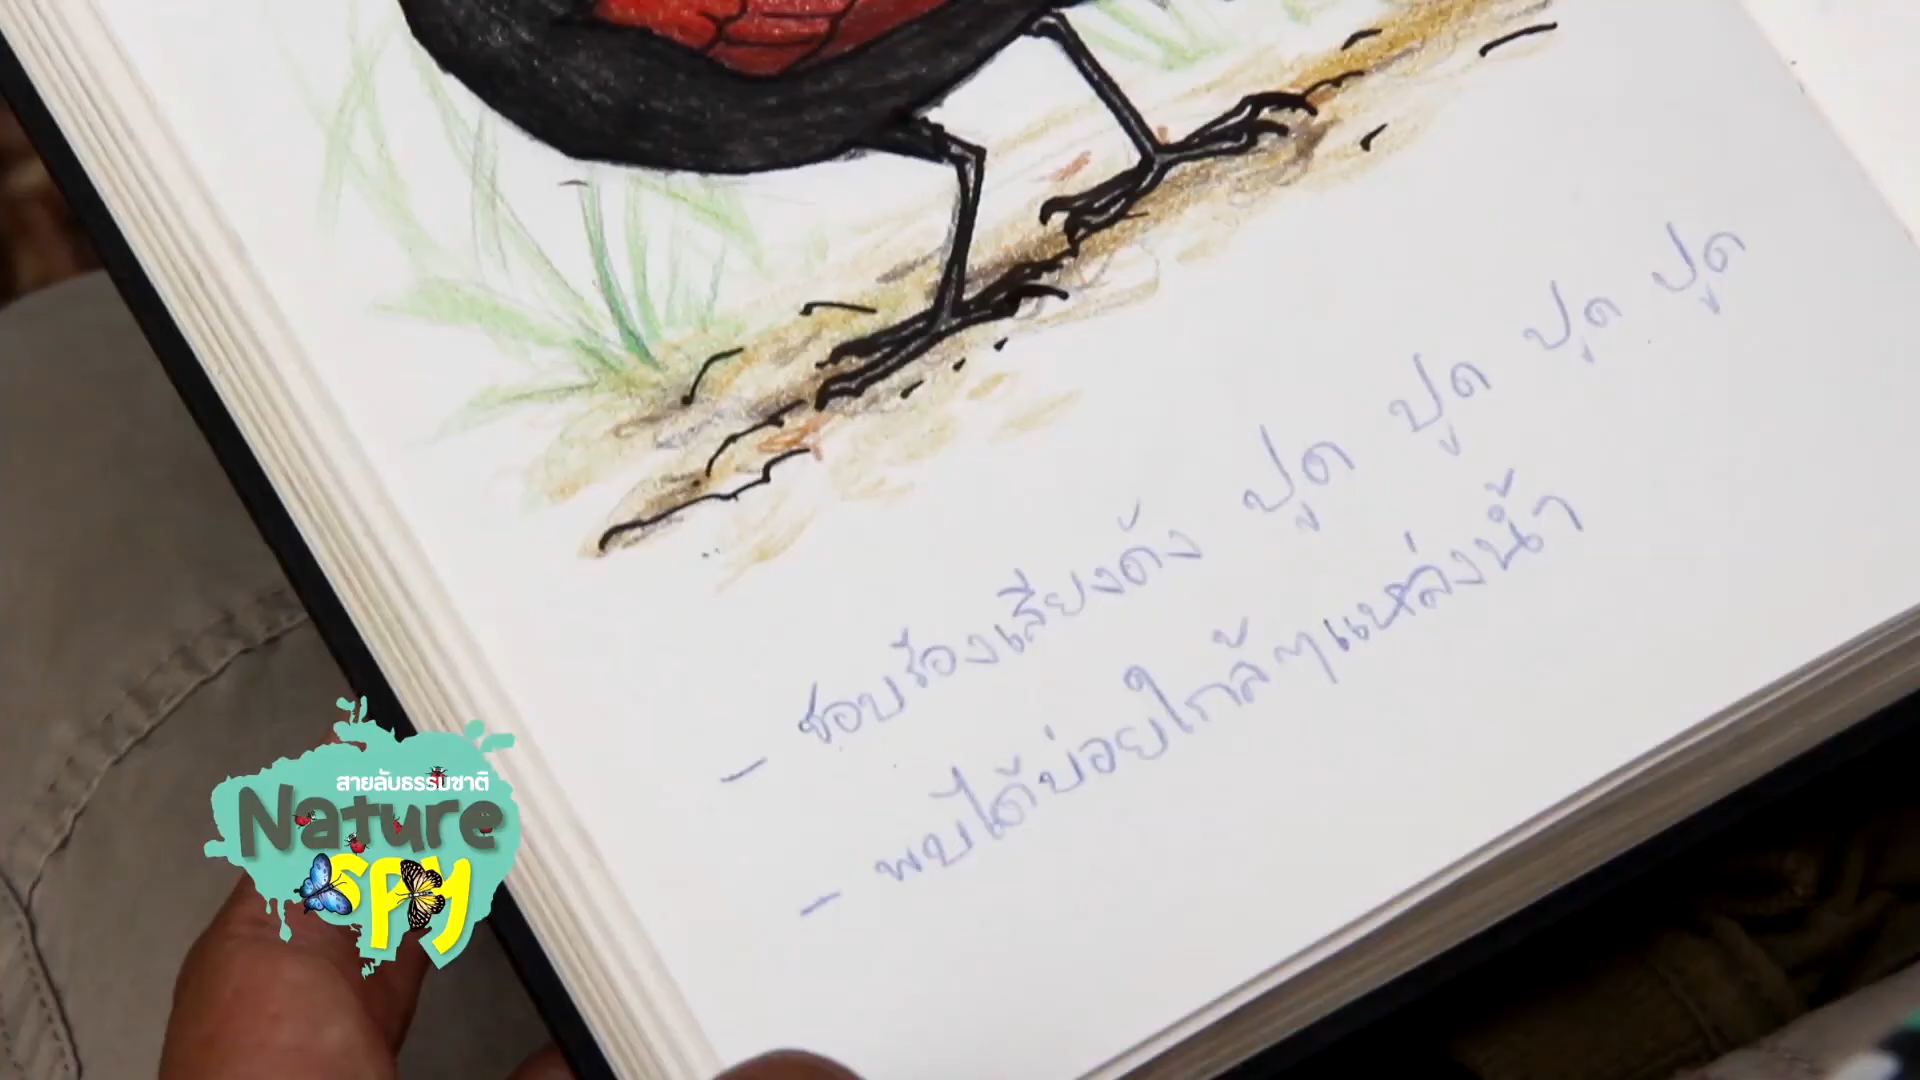 - ชอบร้องเสียงดัง ปูด ปูด ปุด ปูด
- พบได้บ่อยใกล้ๆแหล่งน้ำ
สายลับธรรมชาติ
Nature
spy